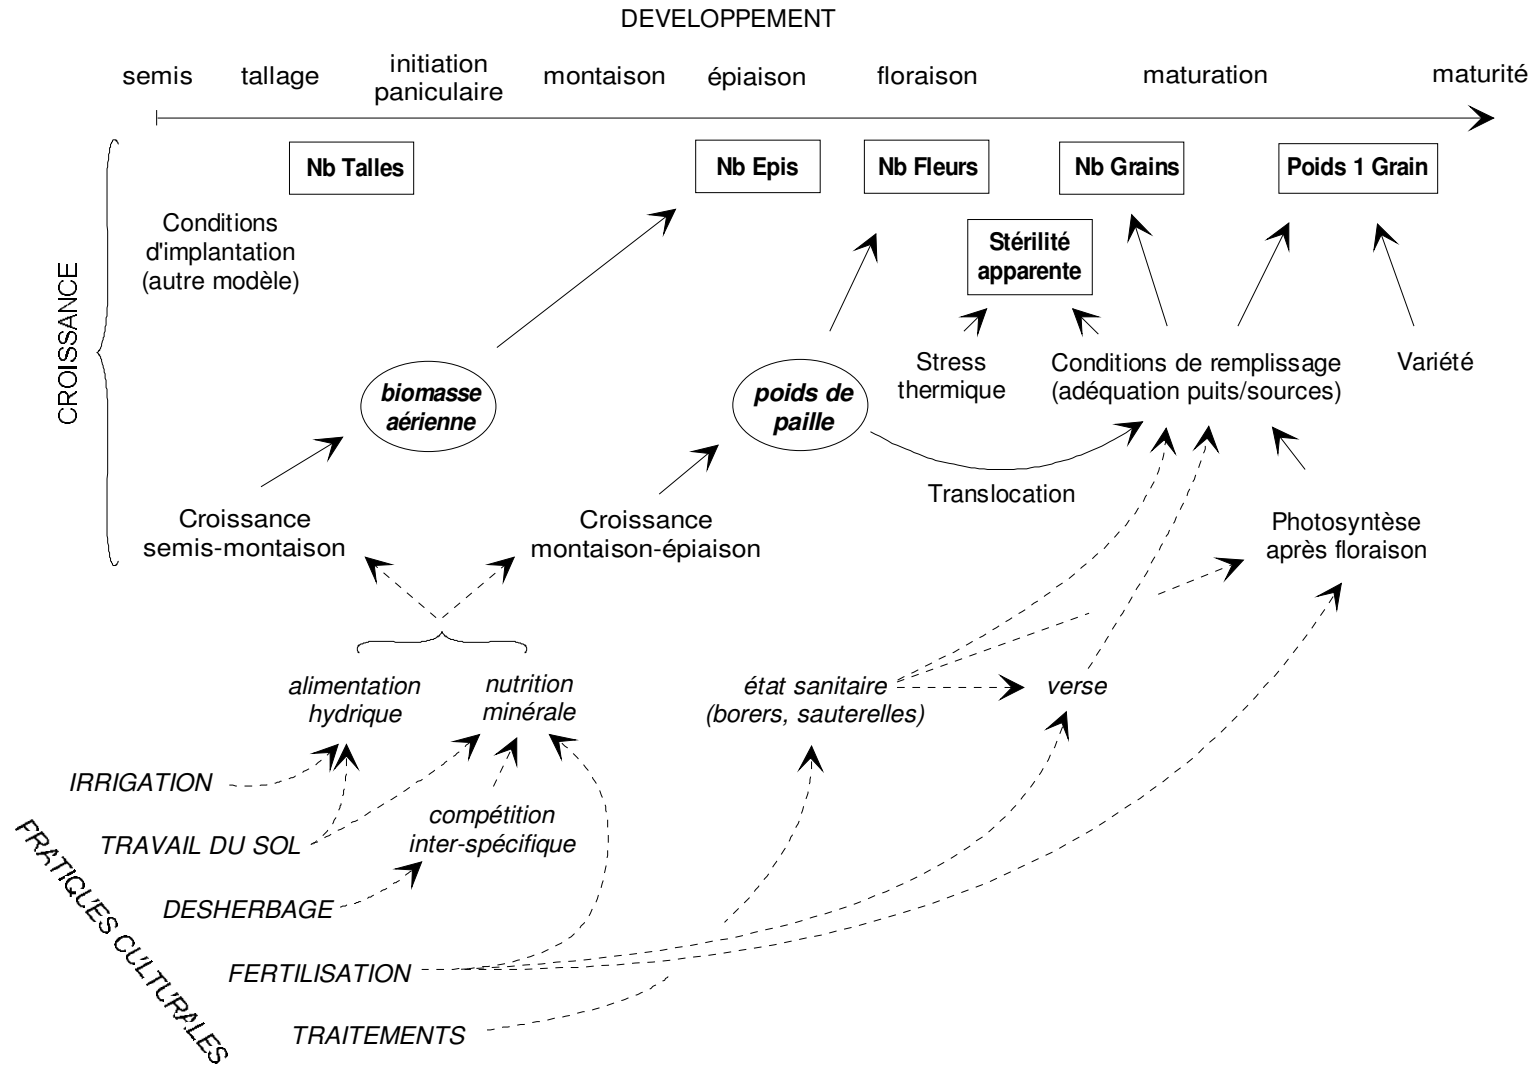 DEVELOPPEMENT
semis
tallage
initiation
paniculaire
montaison
épiaison
floraison
maturation
maturité
Nb Talles
Nb Epis
Nb Fleurs
Nb Grains
Poids 1 Grain
Conditions
d'implantation
(autre modèle)
Stérilité
apparente
CROISSANCE
Stress
thermique
Conditions de remplissage
(adéquation puits/sources)
Variété
biomasse
aérienne
poids de
paille
Translocation
Croissance
semis-montaison
Croissance
montaison-épiaison
Photosyntèse
après floraison
alimentation
hydrique
nutrition
minérale
état sanitaire
(borers, sauterelles)
verse
IRRIGATION
compétition
inter-spécifique
TRAVAIL DU SOL
DESHERBAGE
FERTILISATION
TRAITEMENTS
PRATIQUES CULTURALES